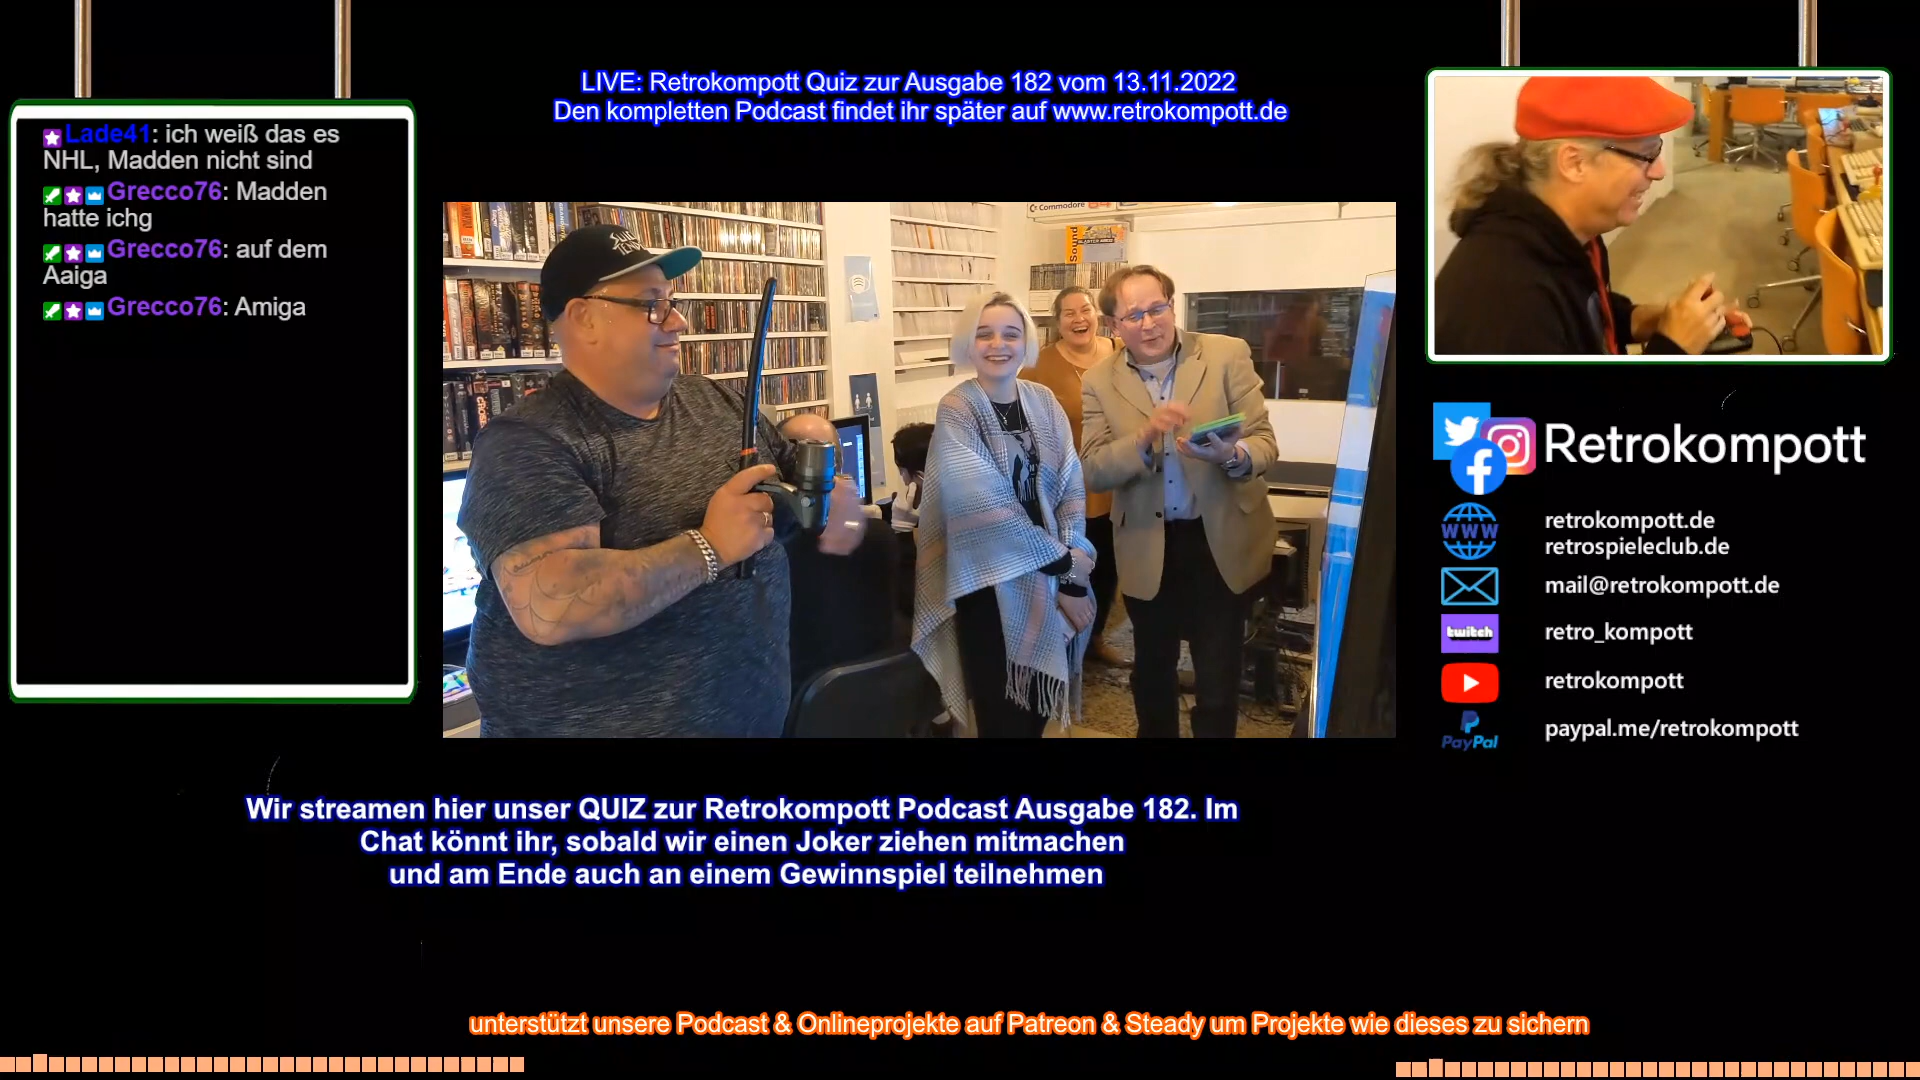 LIVE: Retrokompott Quiz zur Ausgabe 182 vom 13.11.2022
Den kompletten Podcast findet ihr später auf www.retrokompott.de
Lade41: ich weiß das es
NHL, Madden nicht sind
Grecco76: Madden
hatte ichg
Grecco76: auf dem
Aaiga
Grecco76: Amiga
Commodore
Sound
Retrokompott
WWW
retrokompott.de
retrospieleclub.de
mail@retrokompott.de
twitch
retro_kompott
retrokompott
PayPal
paypal.me/retrokompott
Wir streamen hier unser QUIZ zur Retrokompott Podcast Ausgabe 182. Im
Chat könnt ihr, sobald wir einen Joker ziehen mitmachen
und am Ende auch an einem Gewinnspiel teilnehmen
unterstützt unsere Podcast & Onlineprojekte auf Patreon & Steady um Projekte wie dieses zu sichern